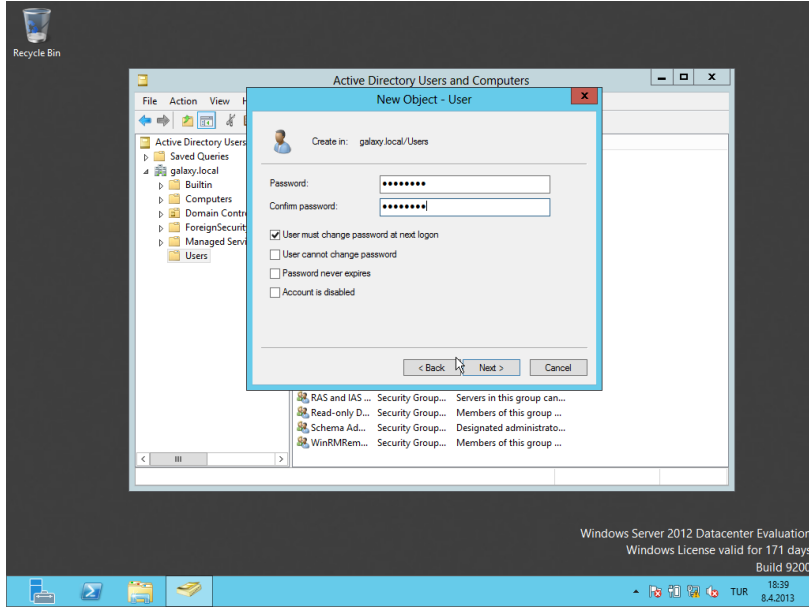 Recycle Bin
Active Directory Users and Computers
File Action View H
New Object - User
Active Directory Users
Saved Queries
galaxy.local
Builtin
Computers
Domain Contr
ForeignSecurit
Managed Servi
Users
Create in: galaxy.local/Users
Password: ••••••••
Confirm password: ••••••••
User must change password at next logon
User cannot change password
Password never expires
Account is disabled
< Back Next > Cancel
RAS and IAS ... Security Group... Servers in this group can...
Read-only D... Security Group... Members of this group ...
Schema Ad... Security Group... Designated administrato...
WinRMRem... Security Group... Members of this group ...
Windows Server 2012 Datacenter Evaluation
Windows License valid for 171 days
Build 9200
TUR
18:39
8.4.2013